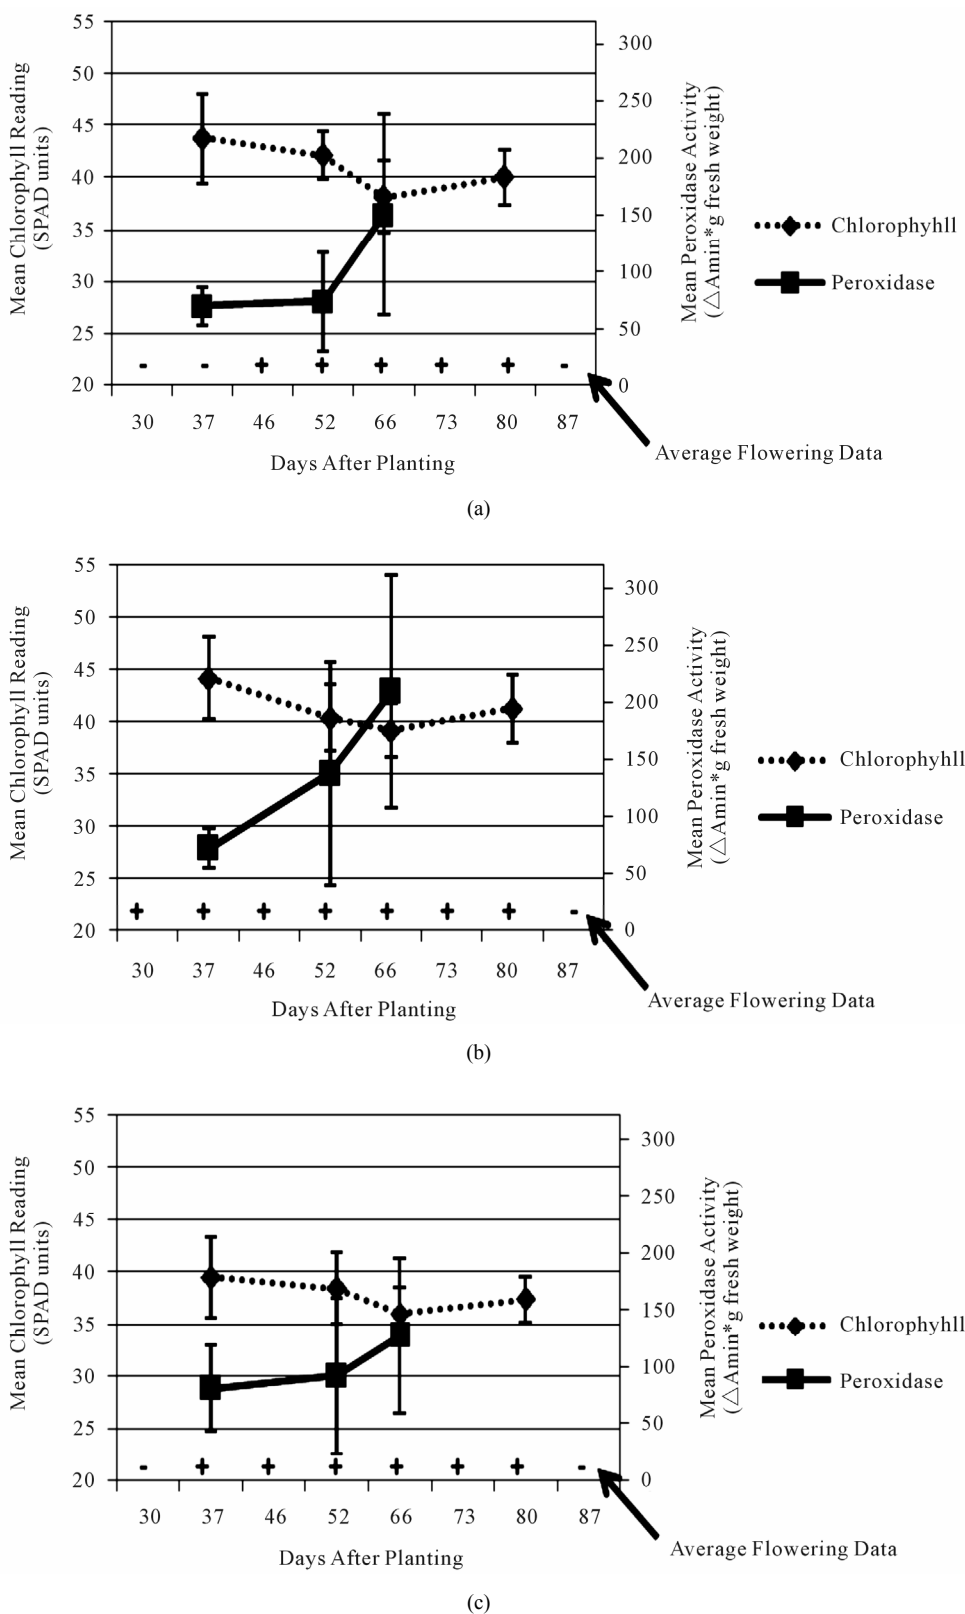 55
50
45
40
35
30
25
20
Mean Chlorophyll Reading
(SPAD units)
300
250
200
150
100
50
0
Mean Peroxidase Activity
(△Amin*g fresh weight)
Chlorophyhll
Peroxidase
- - + + + + + -
30 37 46 52 66 73 80 87
Days After Planting
Average Flowering Data
(a)
55
50
45
40
35
30
25
20
Mean Chlorophyll Reading
(SPAD units)
300
250
200
150
100
50
0
Mean Peroxidase Activity
(△Amin*g fresh weight)
Chlorophyhll
Peroxidase
+ + + + + + + -
30 37 46 52 66 73 80 87
Days After Planting
Average Flowering Data
(b)
55
50
45
40
35
30
25
20
Mean Chlorophyll Reading
(SPAD units)
300
250
200
150
100
50
0
Mean Peroxidase Activity
(△Amin*g fresh weight)
Chlorophyhll
Peroxidase
- + + + + + + -
30 37 46 52 66 73 80 87
Days After Planting
Average Flowering Data
(c)